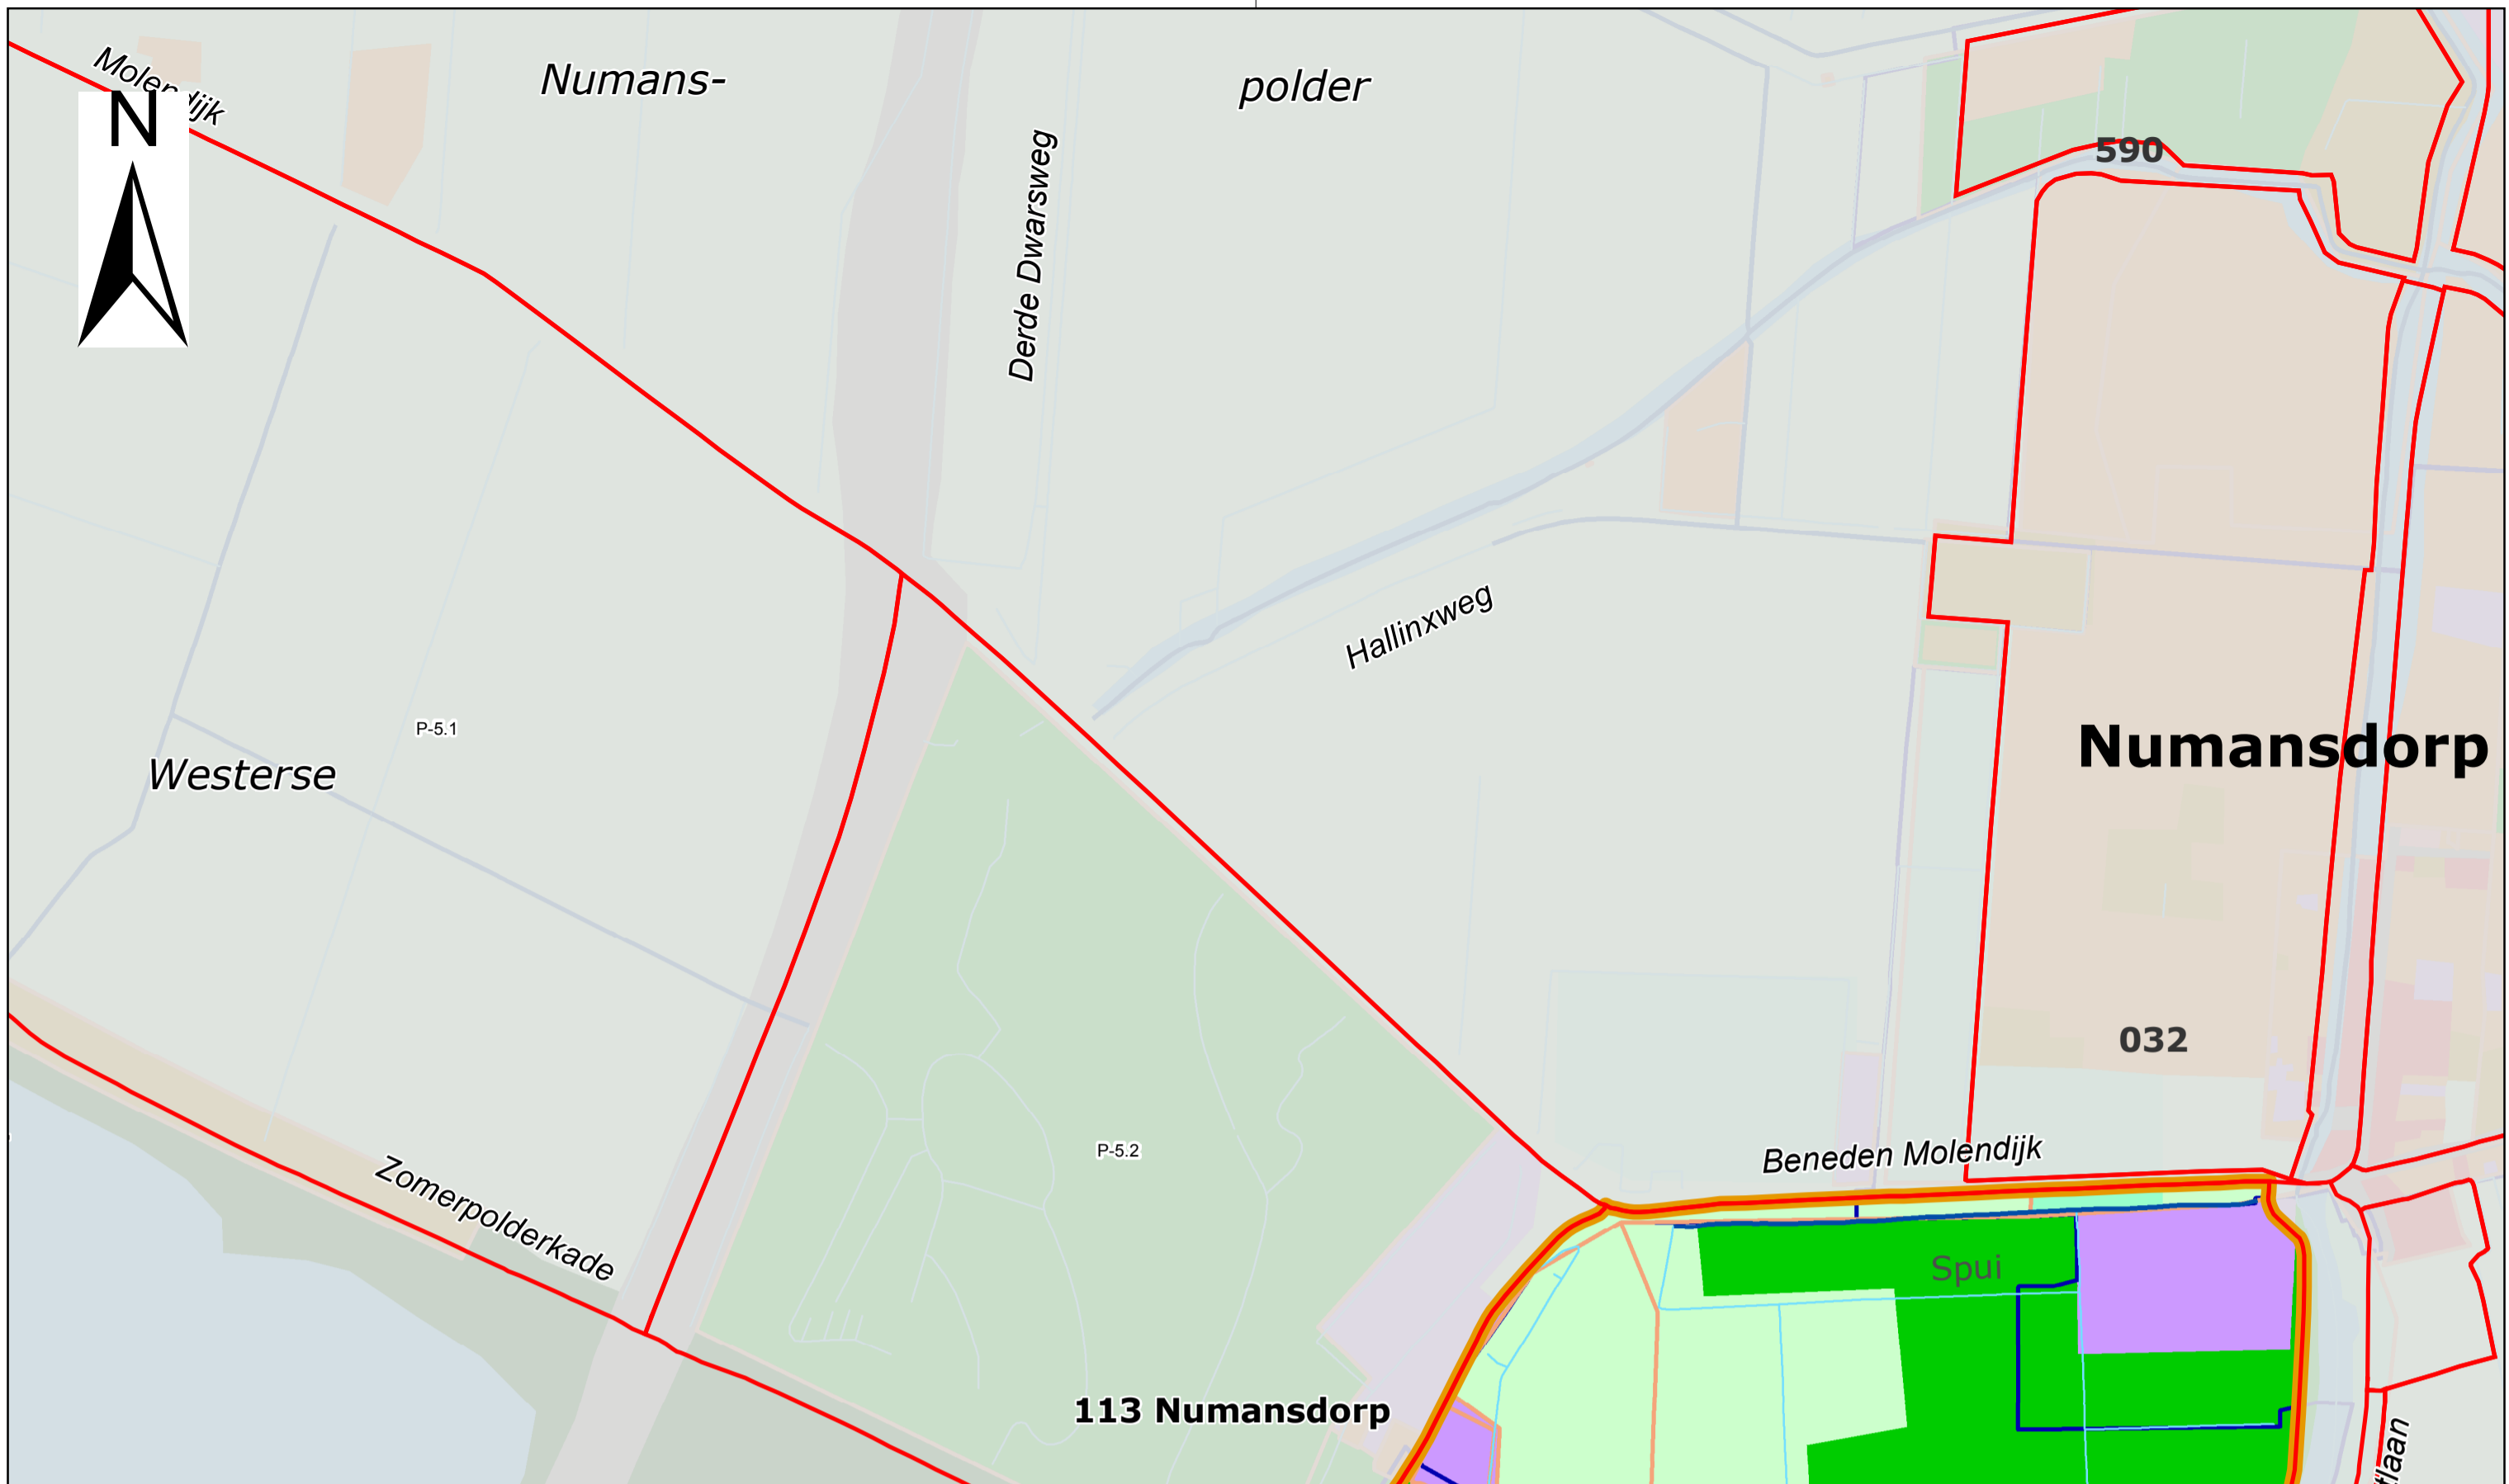 Molendijk
N
Numans-
polder
590
Derde Dwarsweg
Hallinxweg
P-5.1
Westerse
Numansdorp
032
P-5.2
Beneden Molendijk
Zomerpolderkade
Spui
113 Numansdorp